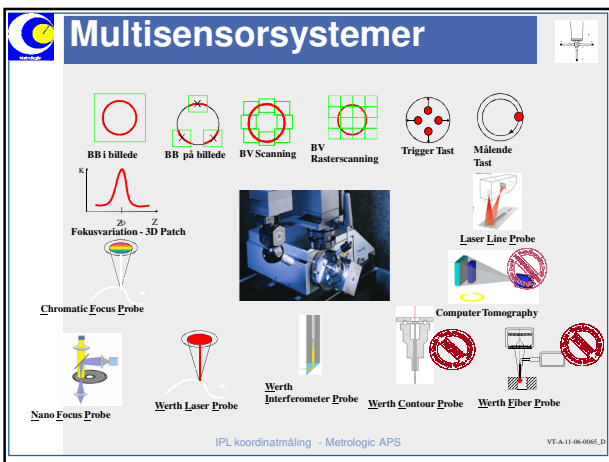 Multisensorsystemer
Metrologic
BB i billede
BB på billede
BV Scanning
BV
Rasterscanning
Trigger Tast
Målende
Tast
K
Z₀
Z
Fokusvariation - 3D Patch
Laser Line Probe
Chromatic Focus Probe
Computer Tomography
Nano Focus Probe
Werth Laser Probe
Werth
Interferometer Probe
Werth Contour Probe
Werth Fiber Probe
IPL koordinatmåling - Metrologic APS
VT-A-11-06-0065_D